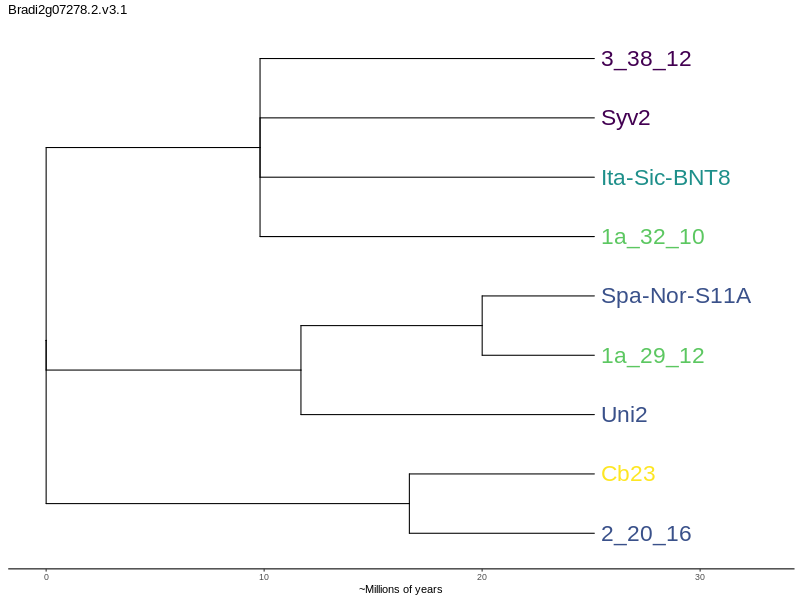 Bradi2g07278.2.v3.1
3_38_12
Syv2
Ita-Sic-BNT8
1a_32_10
Spa-Nor-S11A
1a_29_12
Uni2
Cb23
2_20_16
0 10 20 30
~Millions of years